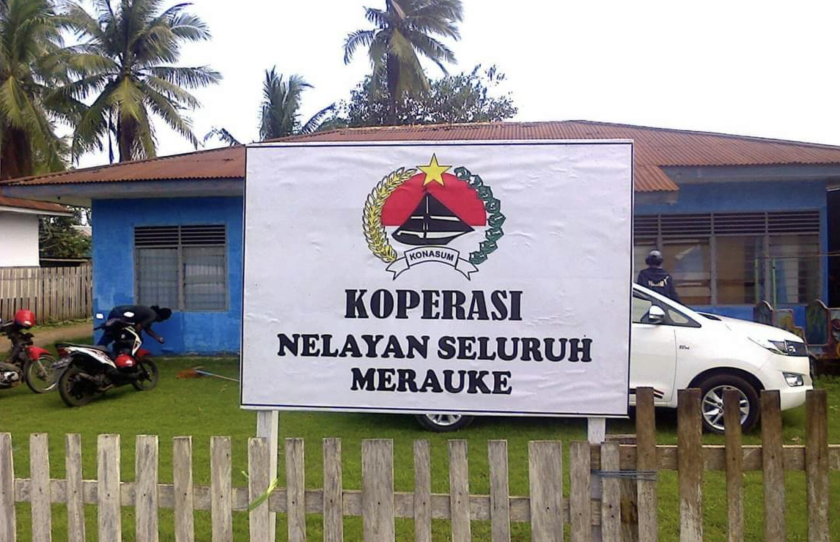 KONASUM
KOPERASI
NELAYAN SELURUH
MERAUKE